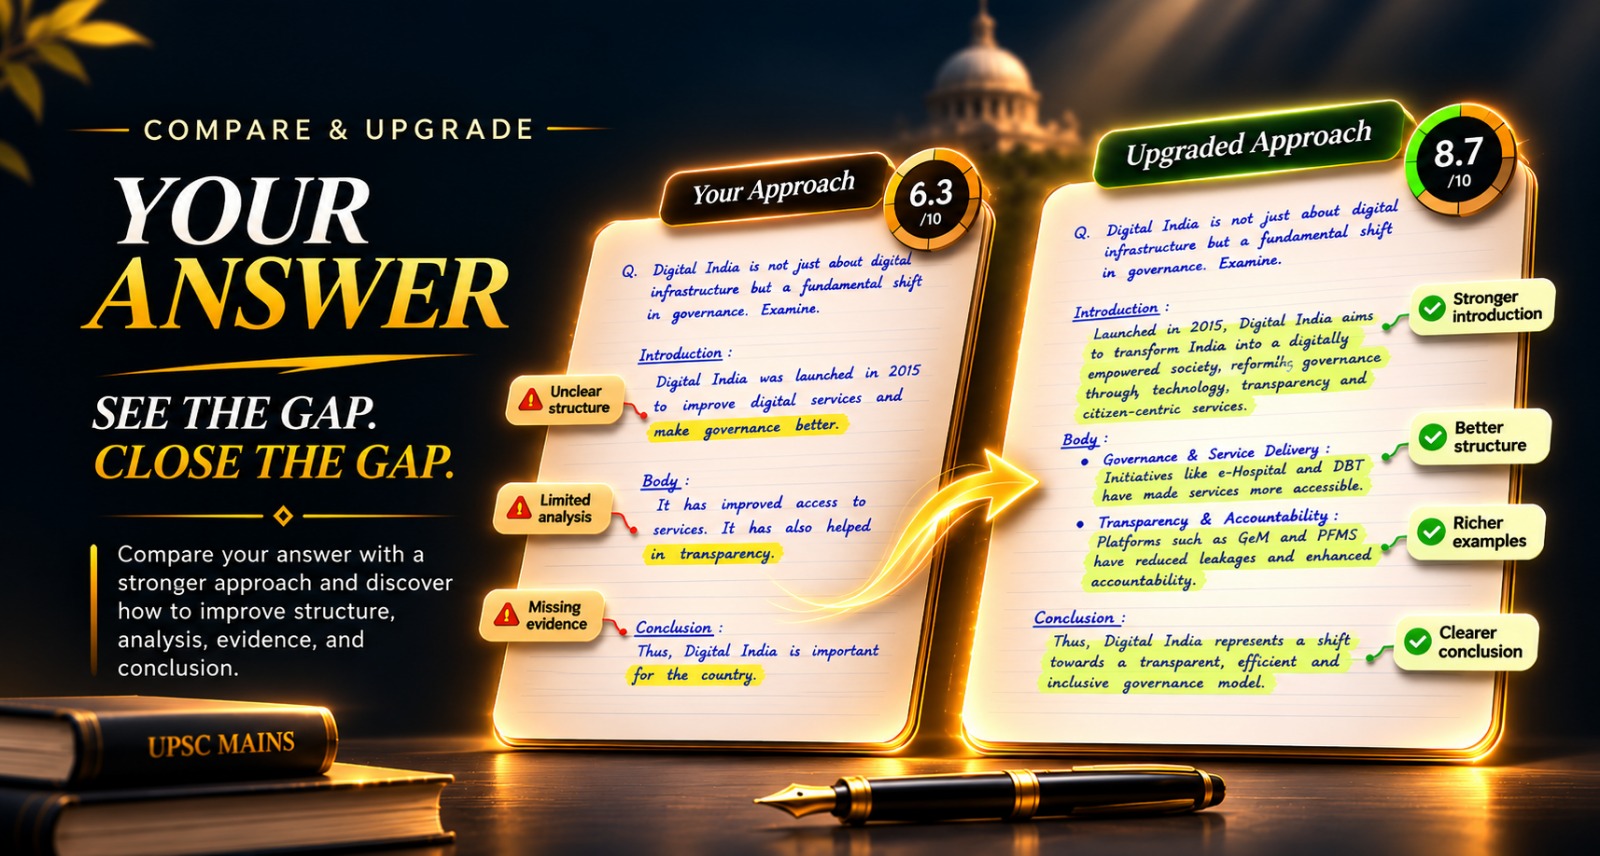 COMPARE & UPGRADE
YOUR
ANSWER
SEE THE GAP.
CLOSE THE GAP.
Compare your answer with a
stronger approach and discover
how to improve structure,
analysis, evidence, and
conclusion.
UPSC MAINS
Your Approach
6.3
/10
Q. Digital India is not just about digital
infrastructure but a fundamental shift
in governance. Examine.
Introduction :
Digital India was launched in 2015
to improve digital services and
make governance better.
Body :
It has improved access to
services. It has also helped
in transparency.
Conclusion :
Thus, Digital India is important
for the country.
Unclear
structure
Limited
analysis
Missing
evidence
Upgraded Approach
8.7
/10
Q. Digital India is not just about digital
infrastructure but a fundamental shift
in governance. Examine.
Introduction :
Launched in 2015, Digital India aims
to transform India into a digitally
empowered society, reforming governance
through, technology, transparency and
citizen-centric services.
Body :
• Governance & Service Delivery :
Initiatives like e-Hospital and DBT
have made services more accessible.
• Transparency & Accountability :
Platforms such as GeM and PFMS
have reduced leakages and enhanced
accountability.
Conclusion :
Thus, Digital India represents a shift
towards a transparent, efficient and
inclusive governance model.
Stronger
introduction
Better
structure
Richer
examples
Clearer
conclusion